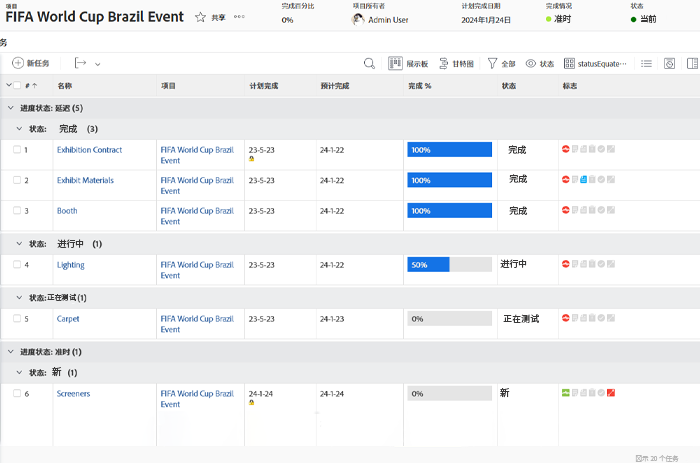 项目
FIFA World Cup Brazil Event
共享
完成百分比
0%
项目所有者
Admin User
计划完成日期
2024年1月24日
完成情况
准时
状态
当前
务
新任务
展示板
甘特图
全部
状态
statusEquate...
# 名称 项目 计划完成 预计完成 完成 % 状态 标志
进度状态: 延迟 (5)
状态: 完成 (3)
1 Exhibition Contract FIFA World Cup Brazil 23-5-23 24-1-22 100% 完成
Event
2 Exhibit Materials FIFA World Cup Brazil 23-5-23 24-1-22 100% 完成
Event
3 Booth FIFA World Cup Brazil 23-5-23 24-1-22 100% 完成
Event
状态: 进行中 (1)
4 Lighting FIFA World Cup Brazil 23-5-23 24-1-22 50% 进行中
Event
状态:正在测试(1)
5 Carpet FIFA World Cup Brazil 23-5-23 24-1-23 0% 正在测试
Event
进度状态: 准时 (1)
状态: 新 (1)
6 Screeners FIFA World Cup Brazil 24-1-24 24-1-24 0% 新
Event
显示 20 个任务